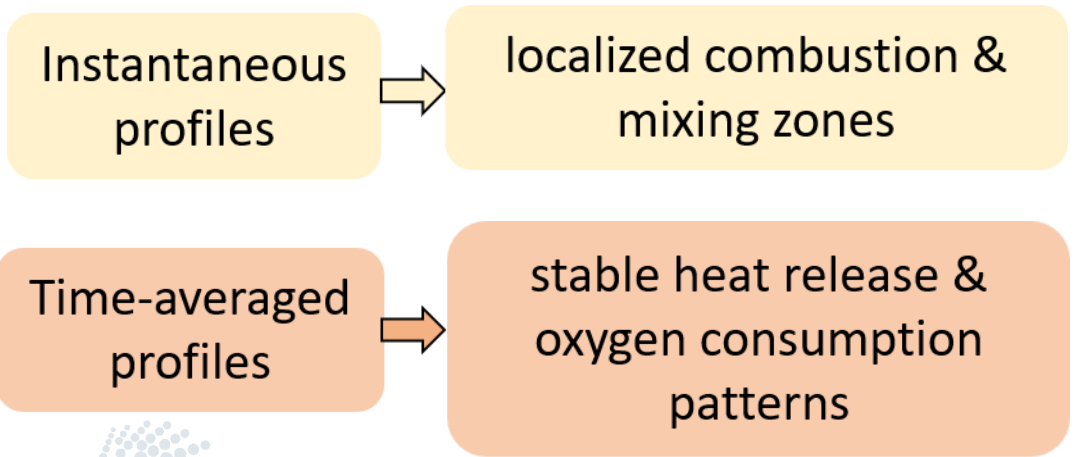 Instantaneous
profiles
localized combustion &
mixing zones
Time-averaged
profiles
stable heat release &
oxygen consumption
patterns